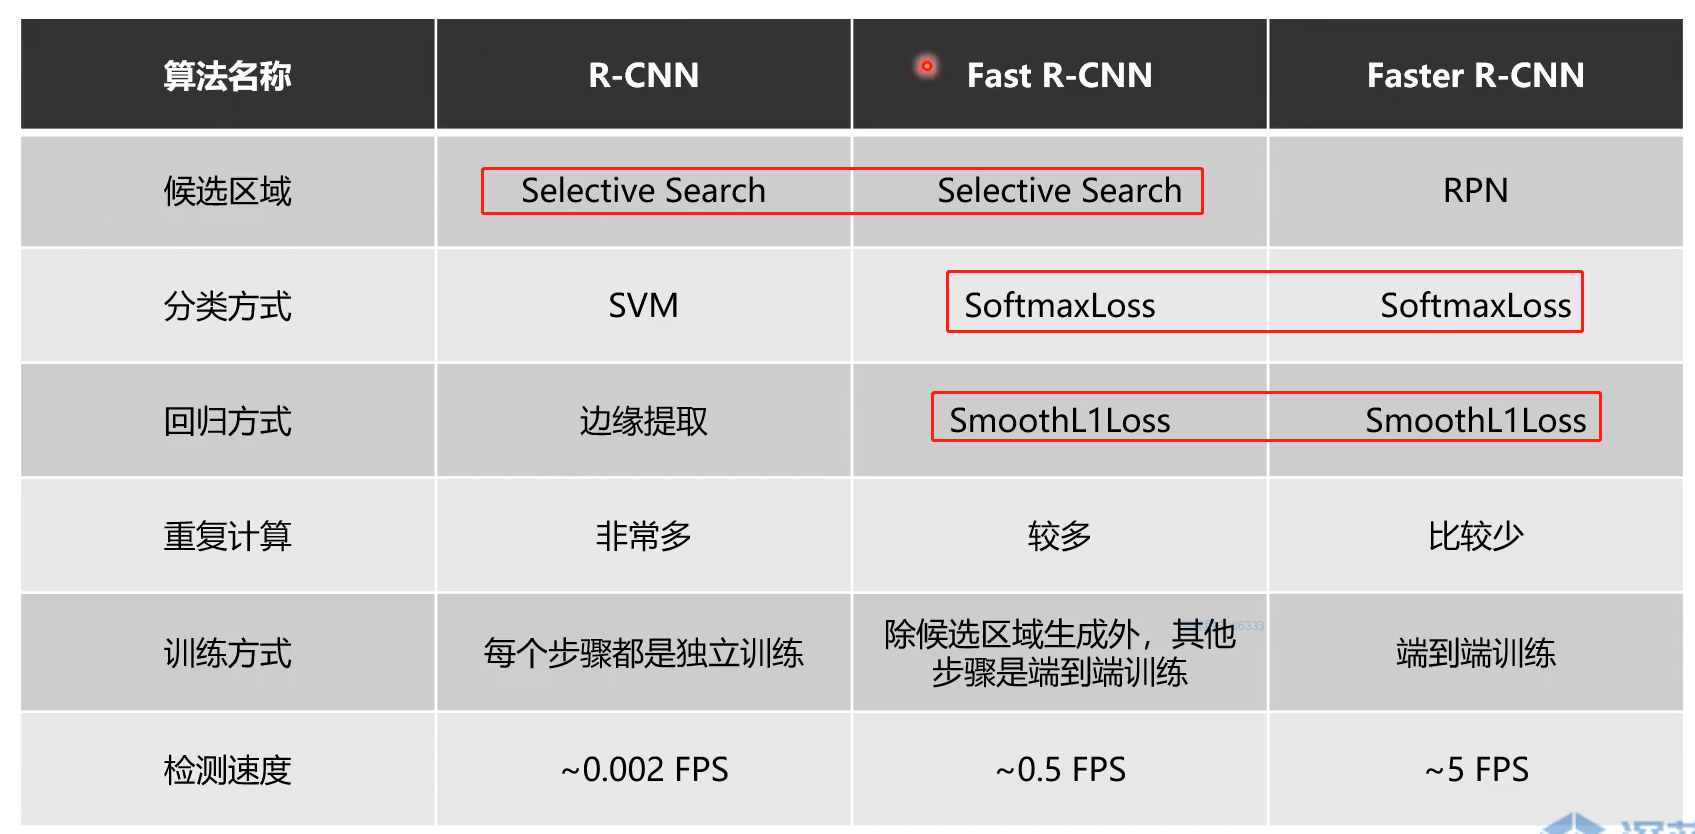 算法名称 R-CNN Fast R-CNN Faster R-CNN
候选区域 Selective Search Selective Search RPN
分类方式 SVM SoftmaxLoss SoftmaxLoss
回归方式 边缘提取 SmoothL1Loss SmoothL1Loss
重复计算 非常多 较多 比较少
训练方式 每个步骤都是独立训练 除候选区域生成外，其他
步骤是端到端训练 端到端训练
检测速度 ~0.002 FPS ~0.5 FPS ~5 FPS